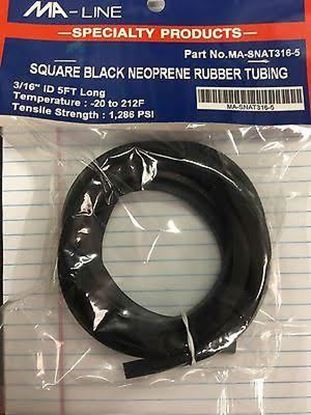 MA-LINE
SPECIALTY PRODUCTS
Part No.MA-SNAT316-5
SQUARE BLACK NEOPRENE RUBBER TUBING
3/16" ID 5FT Long
Temperature : -20 to 212F
Tensile Strength : 1,286 PSI
MA-SNAT316-5